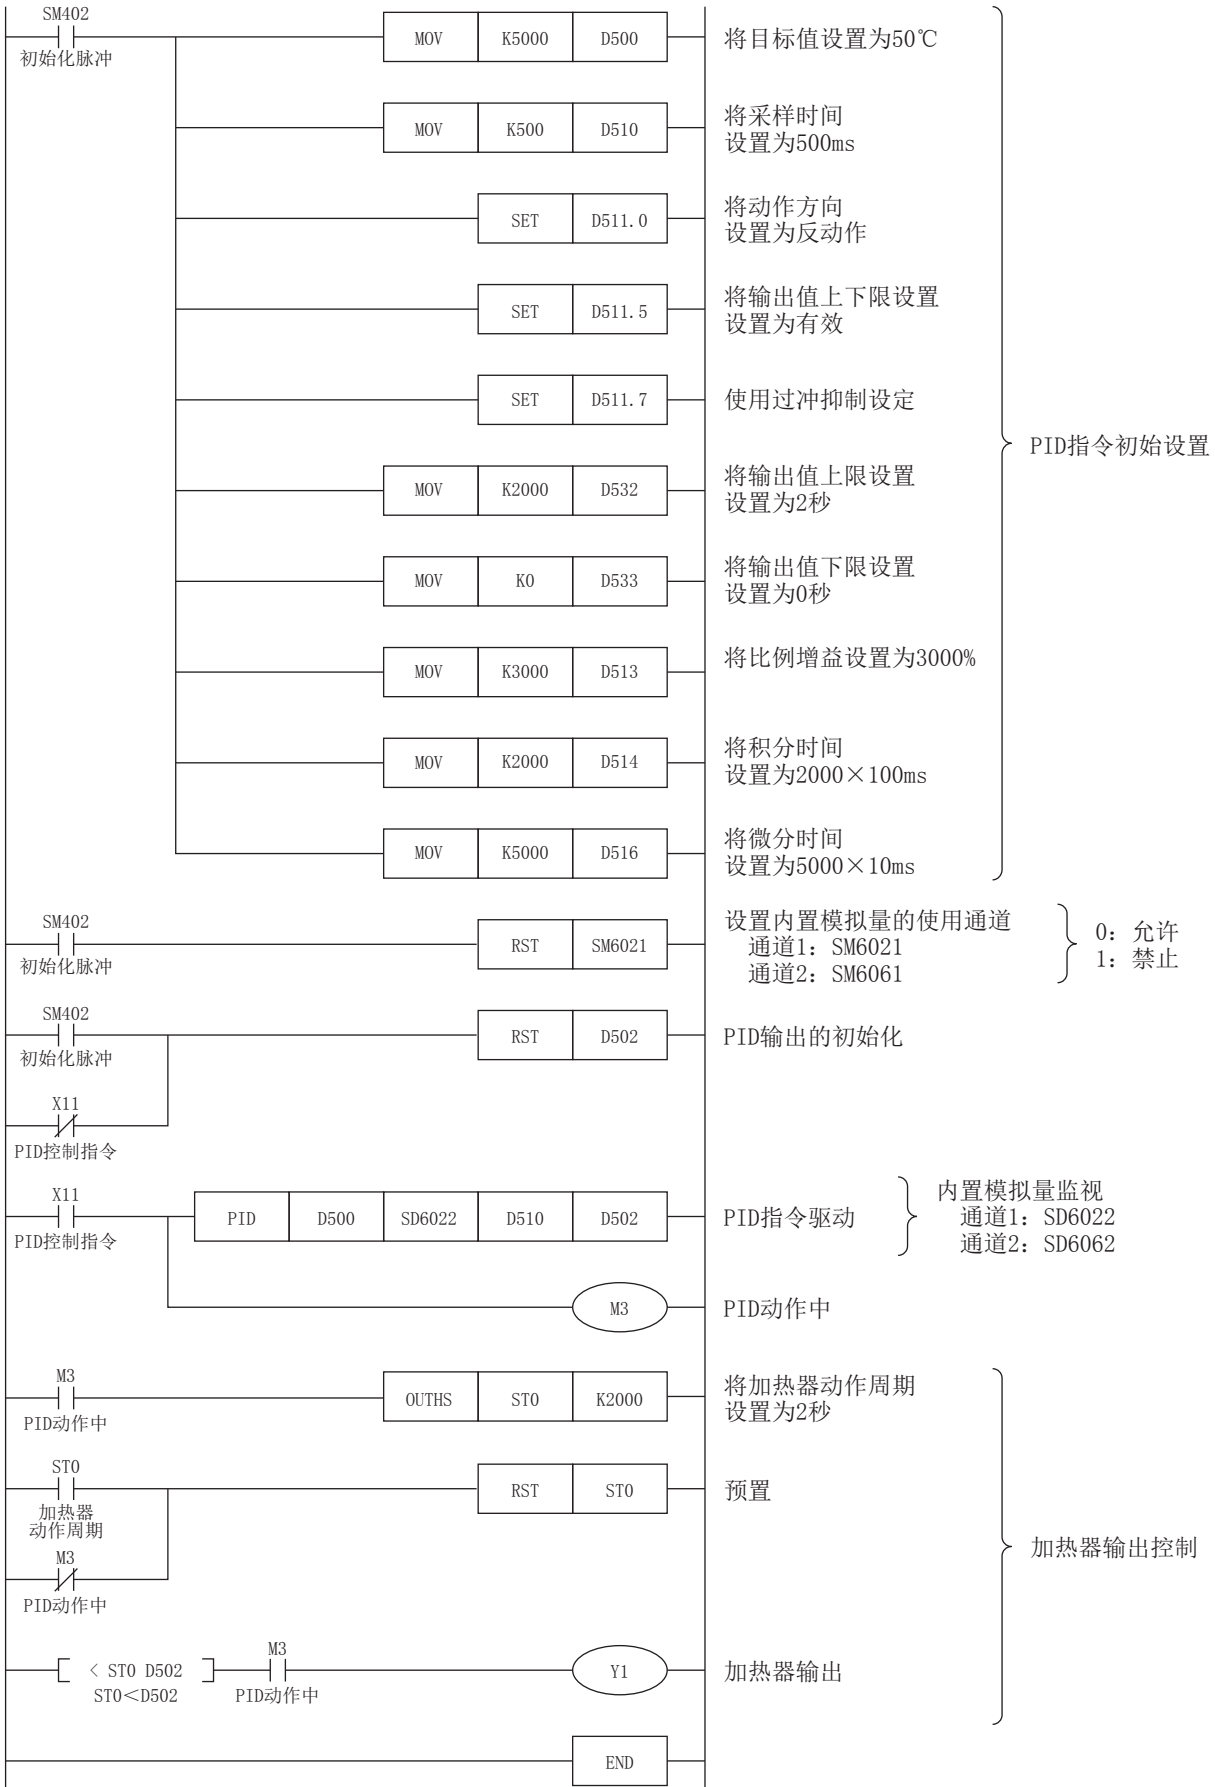 SM402
初始化脉冲
MOV K5000 D500
将目标值设置为50℃
MOV K500 D510
将采样时间
设置为500ms
SET D511.0
将动作方向
设置为反动作
SET D511.5
将输出值上下限设置
设置为有效
SET D511.7
使用过冲抑制设定
PID指令初始设置
MOV K2000 D532
将输出值上限设置
设置为2秒
MOV K0 D533
将输出值下限设置
设置为0秒
MOV K3000 D513
将比例增益设置为3000%
MOV K2000 D514
将积分时间
设置为2000×100ms
MOV K5000 D516
将微分时间
设置为5000×10ms
SM402
初始化脉冲
RST SM6021
设置内置模拟量的使用通道
通道1：SM6021
通道2：SM6061
0：允许
1：禁止
SM402
初始化脉冲
RST D502
PID输出的初始化
X11
PID控制指令
X11
PID控制指令
PID D500 SD6022 D510 D502
PID指令驱动
内置模拟量监视
通道1：SD6022
通道2：SD6062
M3
PID动作中
M3
PID动作中
OUTHS ST0 K2000
将加热器动作周期
设置为2秒
ST0
加热器
动作周期
RST ST0
预置
M3
PID动作中
加热器输出控制
< ST0 D502
ST0＜D502
M3
PID动作中
Y1
加热器输出
END